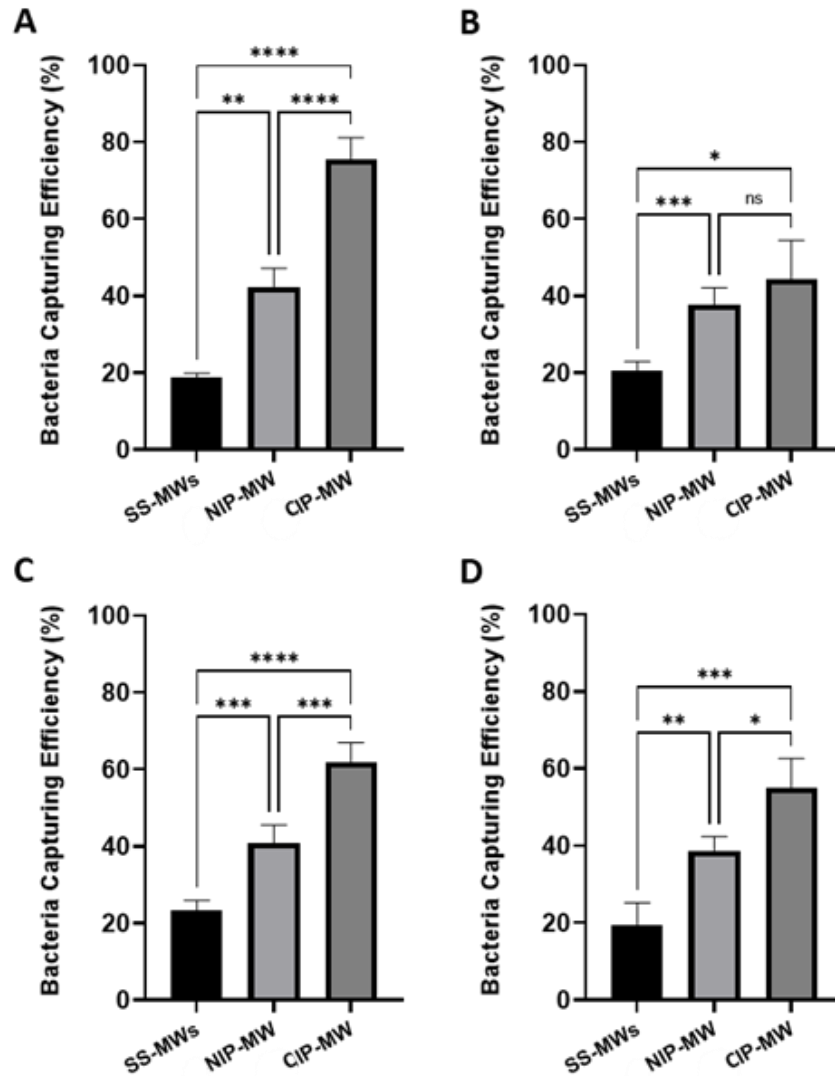 A
Bacteria Capturing Efficiency (%)
100
80
60
40
20
0
****
** ****
SS-MWs NIP-MW CIP-MW
B
Bacteria Capturing Efficiency (%)
100
80
60
40
20
0
*
*** ns
SS-MWs NIP-MW CIP-MW
C
Bacteria Capturing Efficiency (%)
100
80
60
40
20
0
****
*** ***
SS-MWs NIP-MW CIP-MW
D
Bacteria Capturing Efficiency (%)
100
80
60
40
20
0
***
** *
SS-MWs NIP-MW CIP-MW